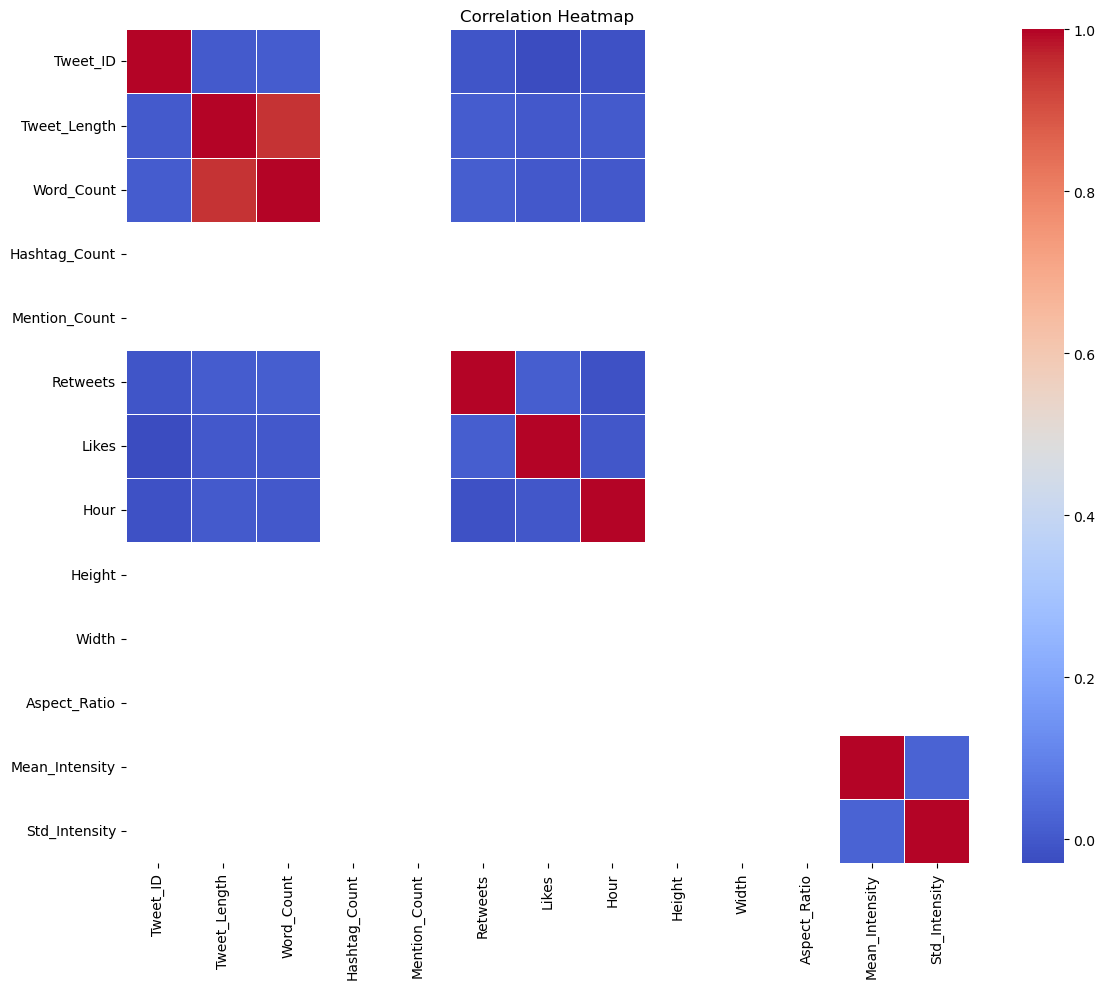 Correlation Heatmap
Tweet_ID
Tweet_Length
Word_Count
Hashtag_Count
Mention_Count
Retweets
Likes
Hour
Height
Width
Aspect_Ratio
Mean_Intensity
Std_Intensity
Tweet_ID
Tweet_Length
Word_Count
Hashtag_Count
Mention_Count
Retweets
Likes
Hour
Height
Width
Aspect_Ratio
Mean_Intensity
Std_Intensity
1.0
0.8
0.6
0.4
0.2
0.0